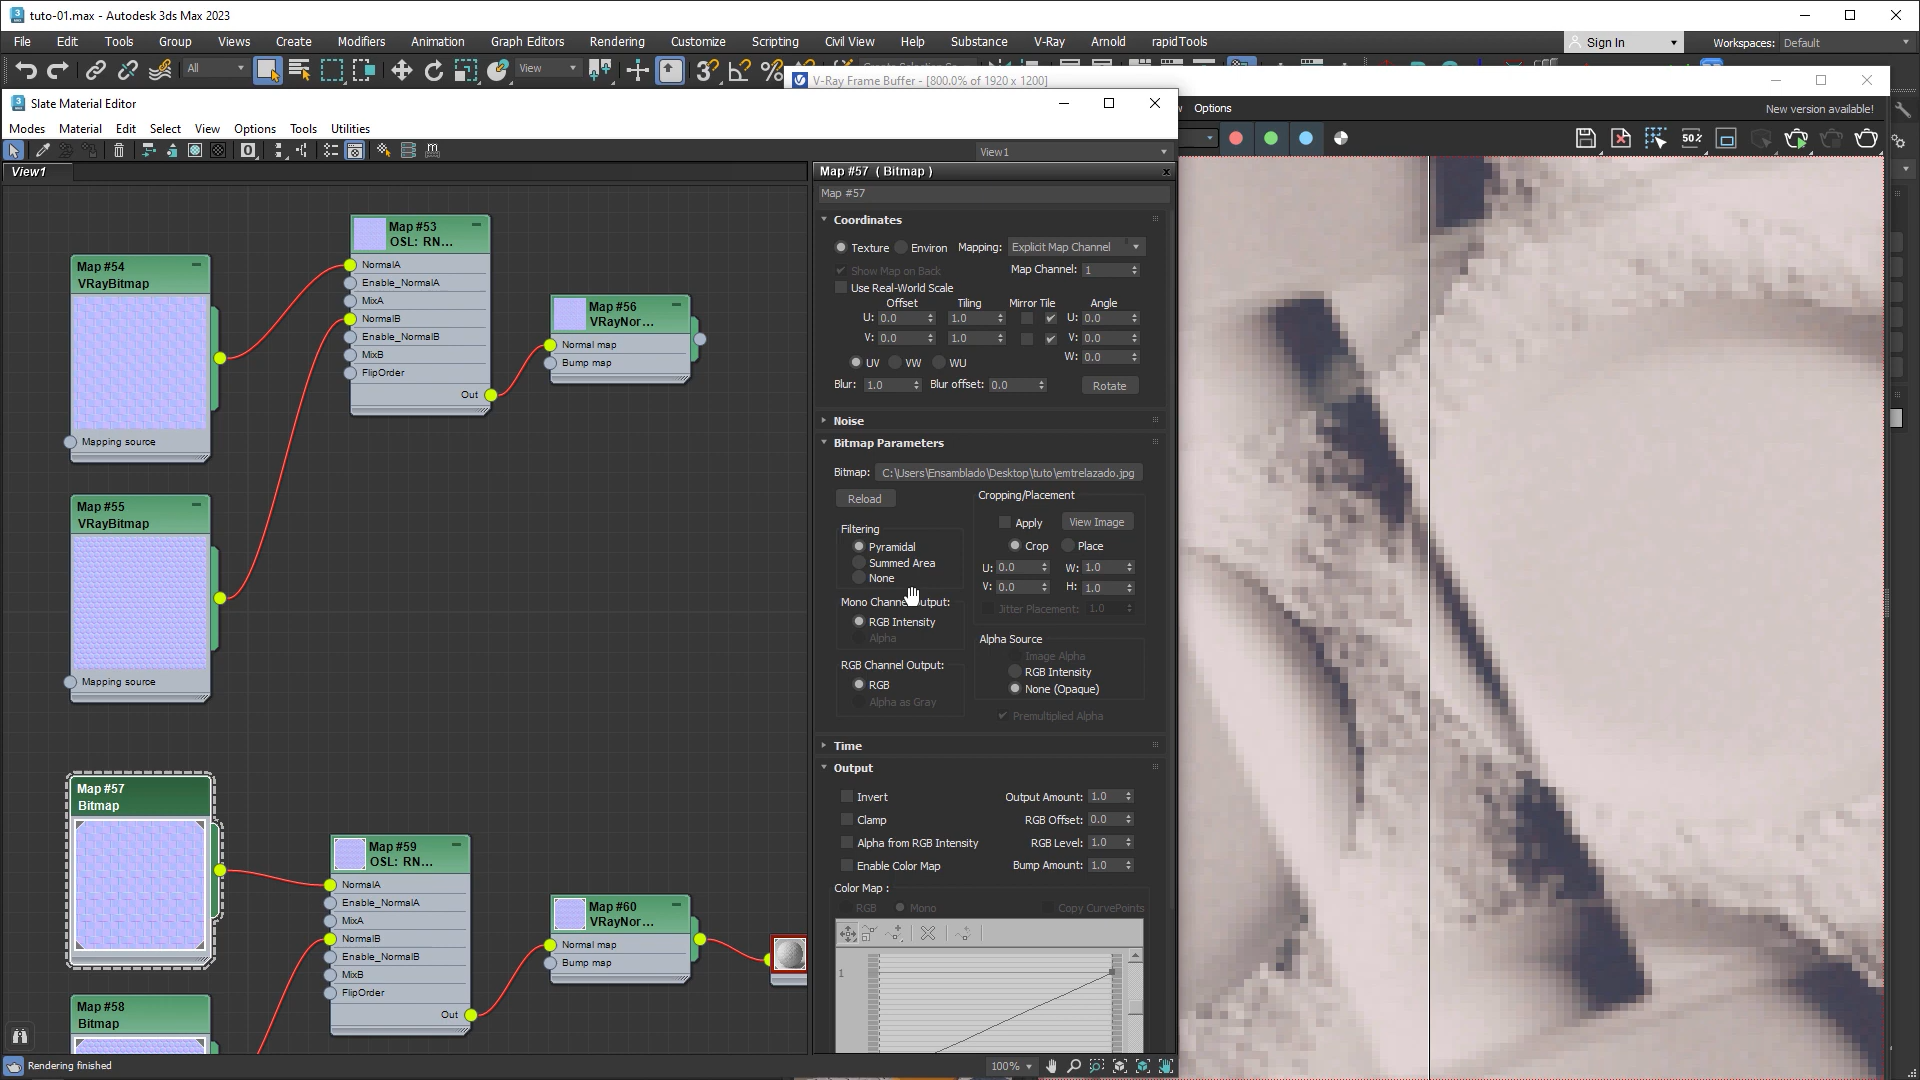 tuto-01.max - Autodesk 3ds Max 2023
File Edit Tools Group Views Create Modifiers Animation Graph Editors Rendering Customize Scripting Civil View Help Substance V-Ray Arnold rapidTools
Sign In
Workspaces: Default
All
View
V-Ray Frame Buffer - [800.0% of 1920 x 1200]
Slate Material Editor
Options
New version available!
Modes Material Edit Select View Options Tools Utilities
50%
View1
View1
Map #57 ( Bitmap )
Map #57
Coordinates
Texture Environ Mapping: Explicit Map Channel
Show Map on Back Map Channel: 1
Use Real-World Scale
Offset Tiling Mirror Tile Angle
U: 0.0 1.0 U: 0.0
V: 0.0 1.0 V: 0.0
W: 0.0
UV VW WU
Blur: 1.0 Blur offset: 0.0 Rotate
Noise
Bitmap Parameters
Bitmap: C:\Users\Ensamblado\Desktop\tuto\emtrelazado.jpg
Reload
Cropping/Placement
Apply View Image
Crop Place
U: 0.0 W: 1.0
V: 0.0 H: 1.0
Jitter Placement: 1.0
Filtering
Pyramidal
Summed Area
None
Mono Channel Output:
RGB Intensity
Alpha
Alpha Source
Image Alpha
RGB Intensity
None (Opaque)
Premultiplied Alpha
RGB Channel Output:
RGB
Alpha as Gray
Time
Output
Invert Output Amount: 1.0
Clamp RGB Offset: 0.0
Alpha from RGB Intensity RGB Level: 1.0
Enable Color Map Bump Amount: 1.0
Color Map :
RGB Mono Copy CurvePoints
1
Map #54
VRayBitmap
Mapping source
Map #53
OSL: RN...
NormalA
Enable_NormalA
MixA
NormalB
Enable_NormalB
MixB
FlipOrder
Out
Map #56
VRayNor...
Normal map
Bump map
Map #55
VRayBitmap
Mapping source
Map #57
Bitmap
Map #59
OSL: RN...
NormalA
Enable_NormalA
MixA
NormalB
Enable_NormalB
MixB
FlipOrder
Out
Map #60
VRayNor...
Normal map
Bump map
Map #58
Bitmap
Rendering finished
100%